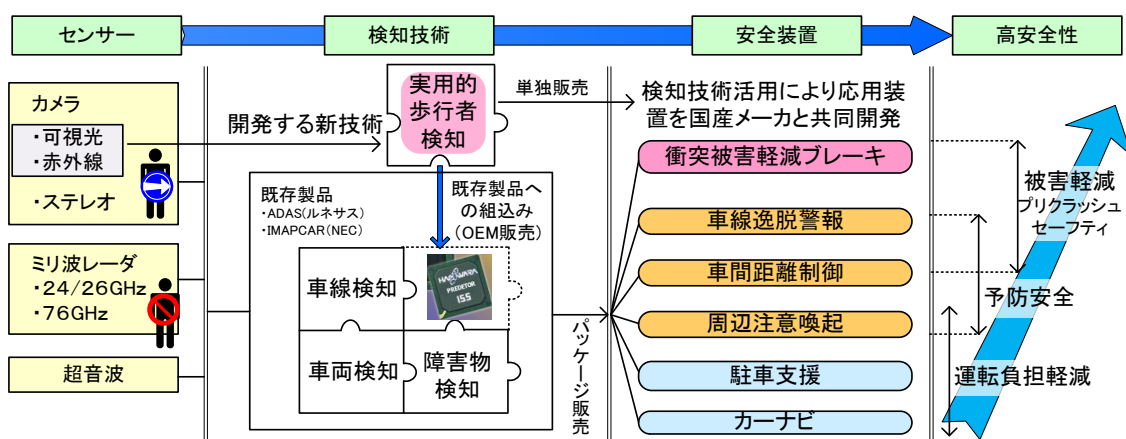 センサー
検知技術
安全装置
高安全性
カメラ
・可視光
・赤外線
・ステレオ
ミリ波レーダ
・24/26GHz
・76GHz
超音波
開発する新技術
実用的
歩行者
検知
単独販売
既存製品
・ADAS(ルネサス)
・IMAPCAR(NEC)
既存製品へ
の組込み
(OEM販売)
車線検知
PREDETOR
ISS
車両検知
障害物
検知
パッケージ販売
検知技術活用により応用装
置を国産メーカと共同開発
衝突被害軽減ブレーキ
車線逸脱警報
車間距離制御
周辺注意喚起
駐車支援
カーナビ
被害軽減
プリクラッシュ
セーフティ
予防安全
運転負担軽減